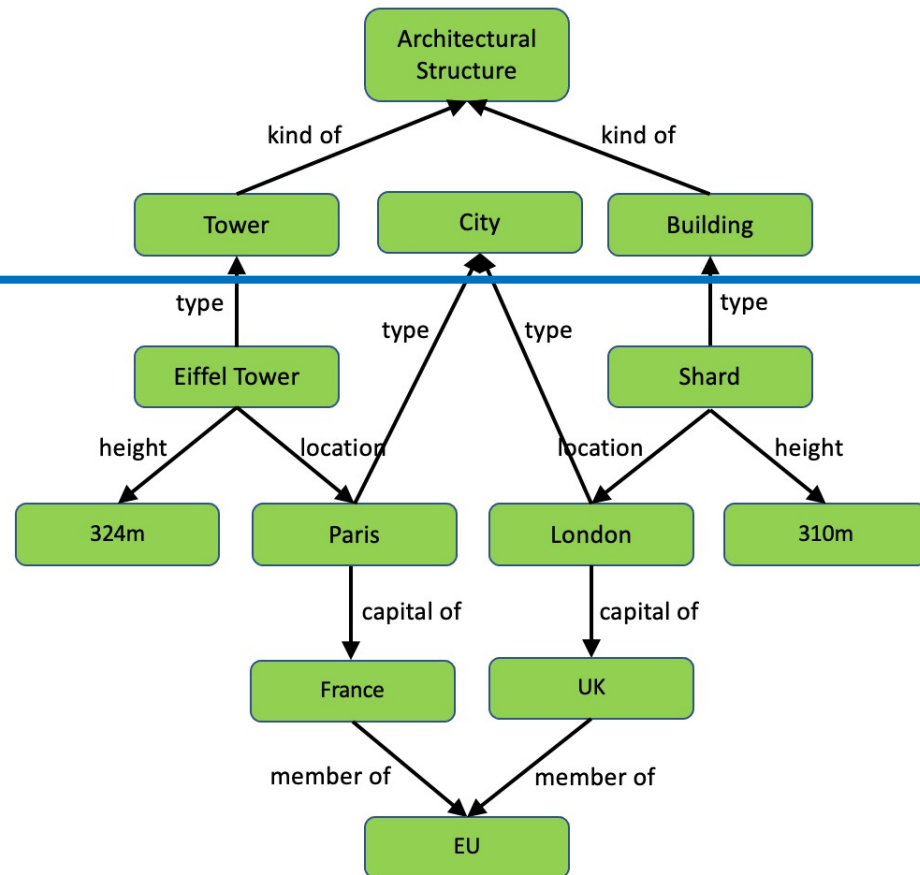 Architectural
Structure
kind of
kind of
Tower
City
Building
type
type
type
type
Eiffel Tower
Shard
height
location
location
height
324m
Paris
London
310m
capital of
capital of
France
UK
member of
member of
EU